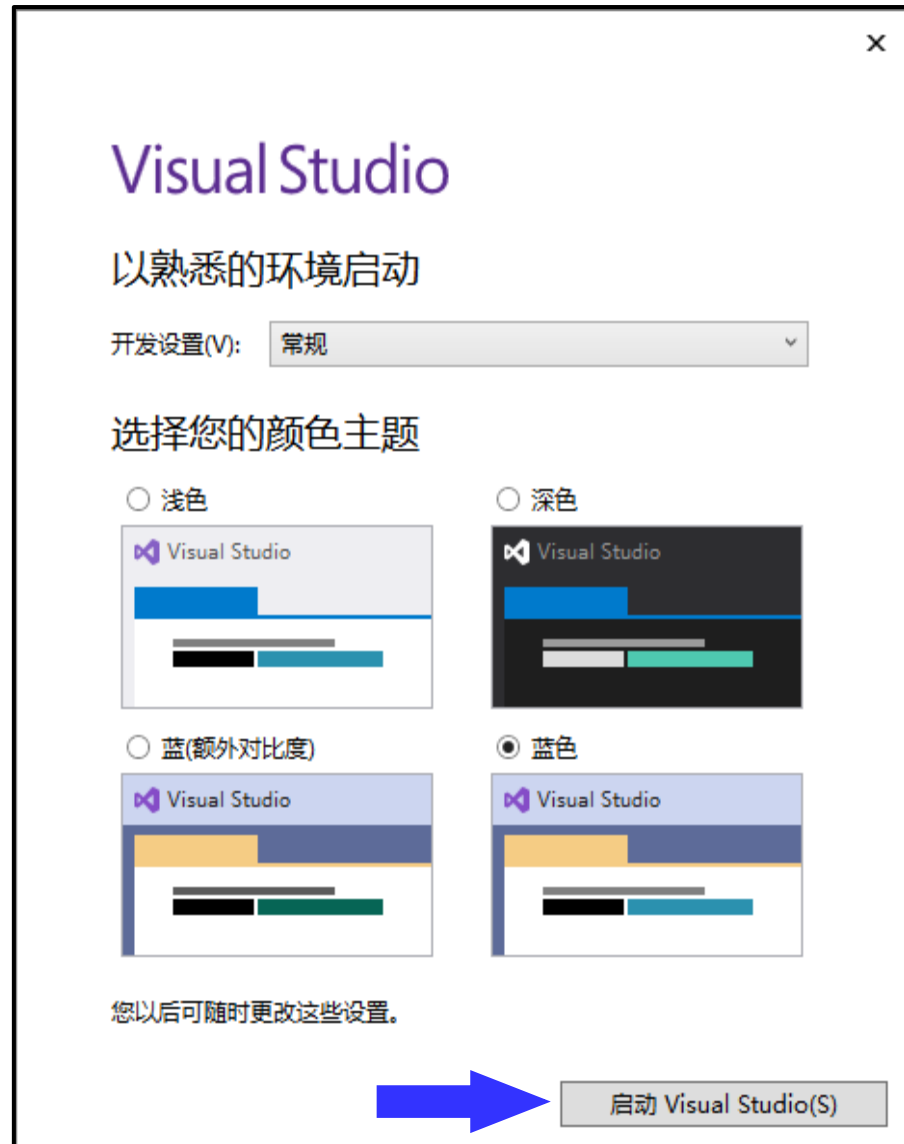 Visual Studio
以熟悉的环境启动
开发设置(V): 常规
选择您的颜色主题
浅色 深色
Visual Studio Visual Studio
蓝(额外对比度) 蓝色
Visual Studio Visual Studio
您以后可随时更改这些设置。
启动 Visual Studio(S)